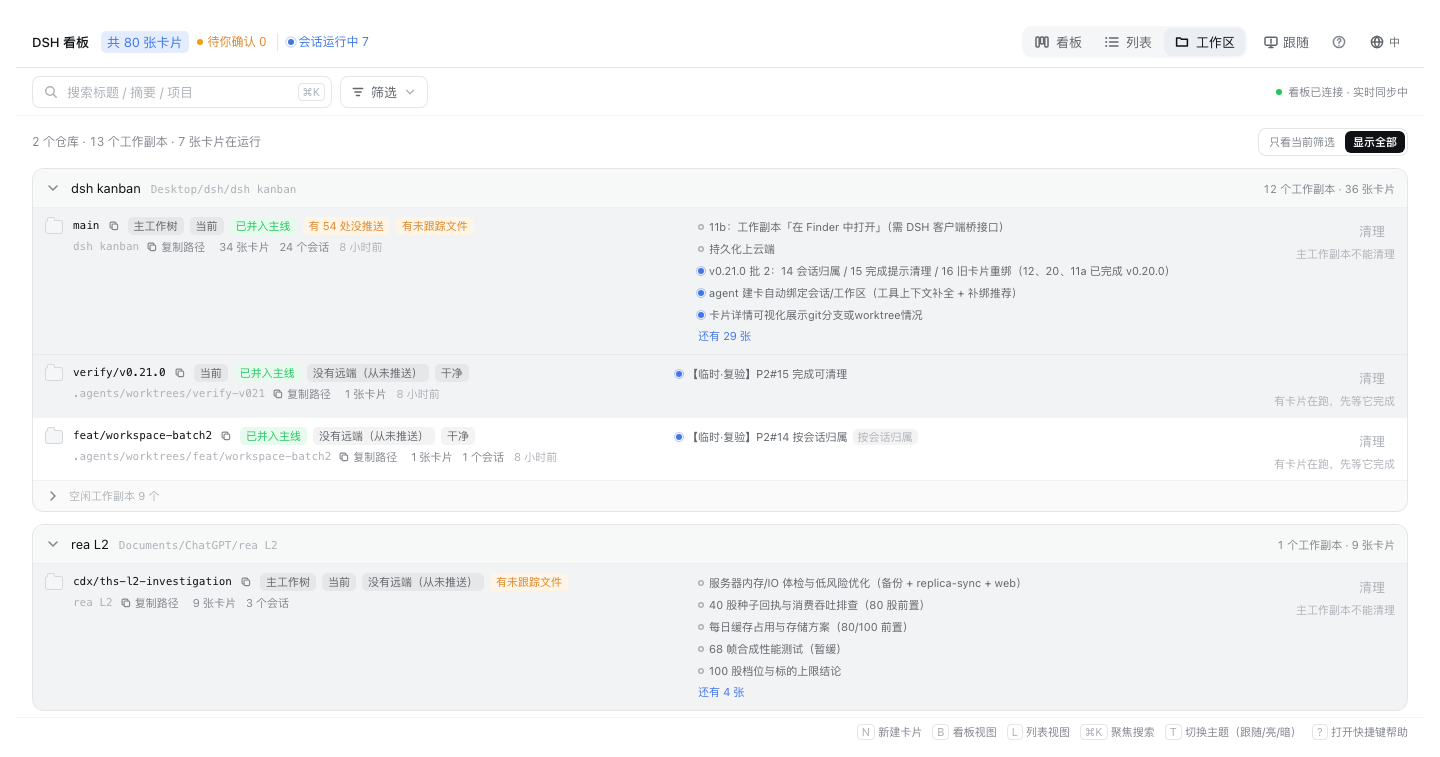 DSH 看板 共 80 张卡片 待你确认 0 会话运行中 7 看板 列表 工作区 跟随 中
搜索标题 / 摘要 / 项目 ⌘K 筛选 看板已连接 · 实时同步中
2 个仓库 · 13 个工作副本 · 7 张卡片在运行 只看当前筛选 显示全部
dsh kanban Desktop/dsh/dsh kanban 12 个工作副本 · 36 张卡片
main 主工作树 当前 已并入主线 有 54 处没推送 有未跟踪文件
dsh kanban 复制路径 34 张卡片 24 个会话 8 小时前
11b：工作副本「在 Finder 中打开」（需 DSH 客户端桥接口）
持久化上云端
v0.21.0 批 2：14 会话归属 / 15 完成提示清理 / 16 旧卡片重绑（12、20、11a 已完成 v0.20.0）
agent 建卡自动绑定会话/工作区（工具上下文补全 + 补绑推荐）
卡片详情可视化展示git分支或worktree情况
还有 29 张
清理
主工作副本不能清理
verify/v0.21.0 当前 已并入主线 没有远端（从未推送） 干净
.agents/worktrees/verify-v021 复制路径 1 张卡片 8 小时前
【临时·复验】P2#15 完成可清理
清理
有卡片在跑，先等它完成
feat/workspace-batch2 已并入主线 没有远端（从未推送） 干净
.agents/worktrees/feat/workspace-batch2 复制路径 1 张卡片 1 个会话 8 小时前
【临时·复验】P2#14 按会话归属 按会话归属
清理
有卡片在跑，先等它完成
空闲工作副本 9 个
rea L2 Documents/ChatGPT/rea L2 1 个工作副本 · 9 张卡片
cdx/ths-l2-investigation 主工作树 当前 没有远端（从未推送） 有未跟踪文件
rea L2 复制路径 9 张卡片 3 个会话
服务器内存/IO 体检与低风险优化（备份 + replica-sync + web）
40 股种子回执与消费吞吐排查（80 股前置）
每日缓存占用与存储方案（80/100 前置）
68 帧合成性能测试（暂缓）
100 股档位与标的上限结论
还有 4 张
清理
主工作副本不能清理
N 新建卡片 B 看板视图 L 列表视图 ⌘K 聚焦搜索 T 切换主题（跟随/亮/暗） ? 打开快捷键帮助